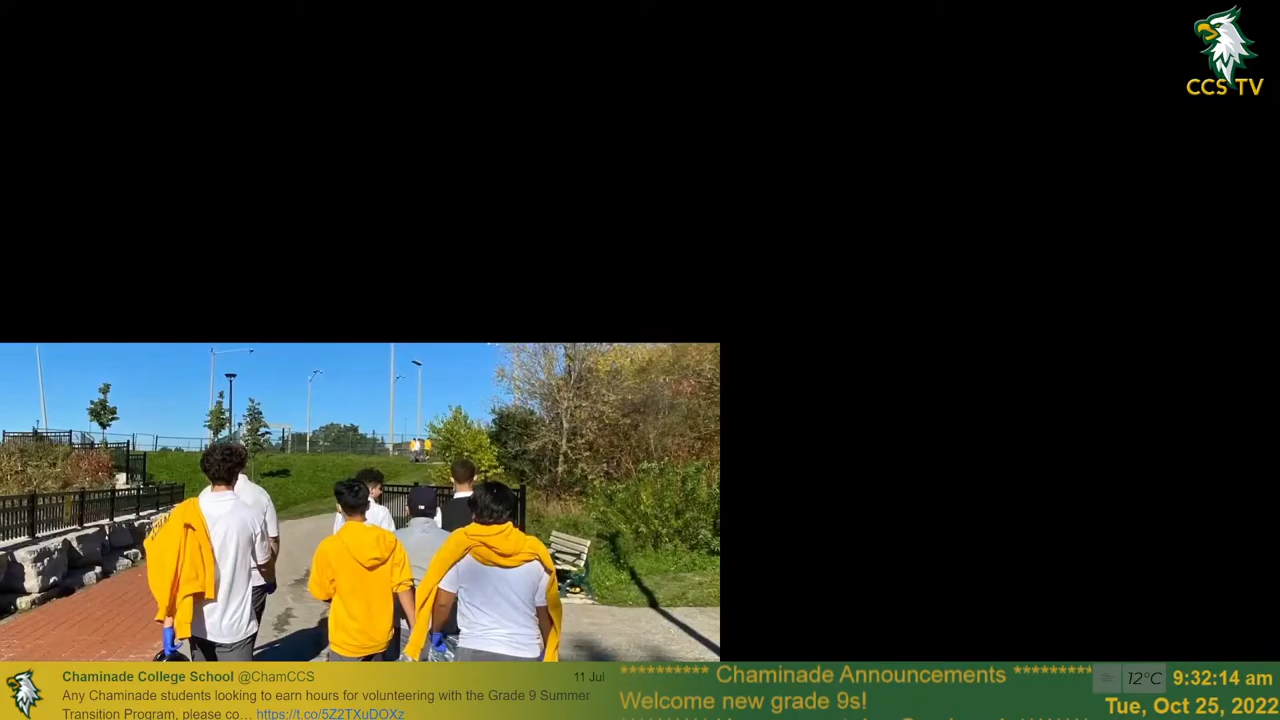 CCS TV
Chaminade College School @ChamCCS
11 Jul
Any Chaminade students looking to earn hours for volunteering with the Grade 9 Summer
Transition Program, please co… https://t.co/5Z2TXuDOXz
********** Chaminade Announcements *********
Welcome new grade 9s!
12°C
9:32:14 am
Tue, Oct 25, 2022